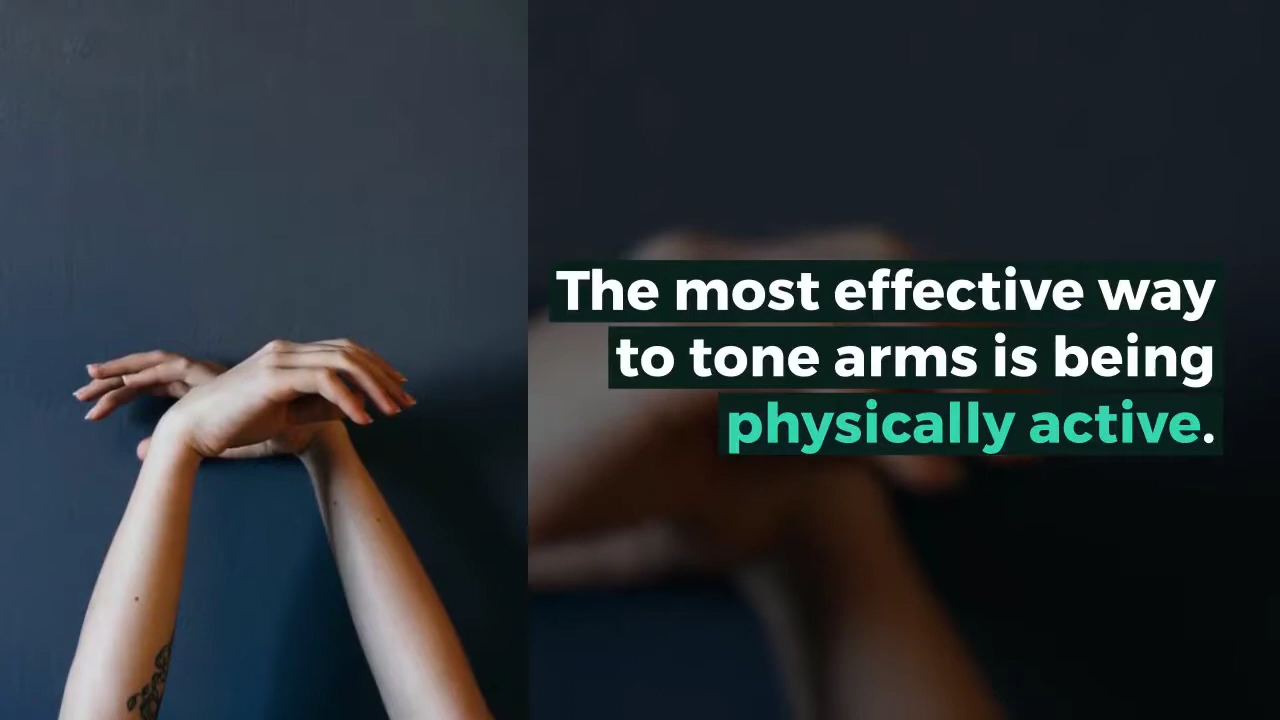 The most effective way
to tone arms is being
physically active.